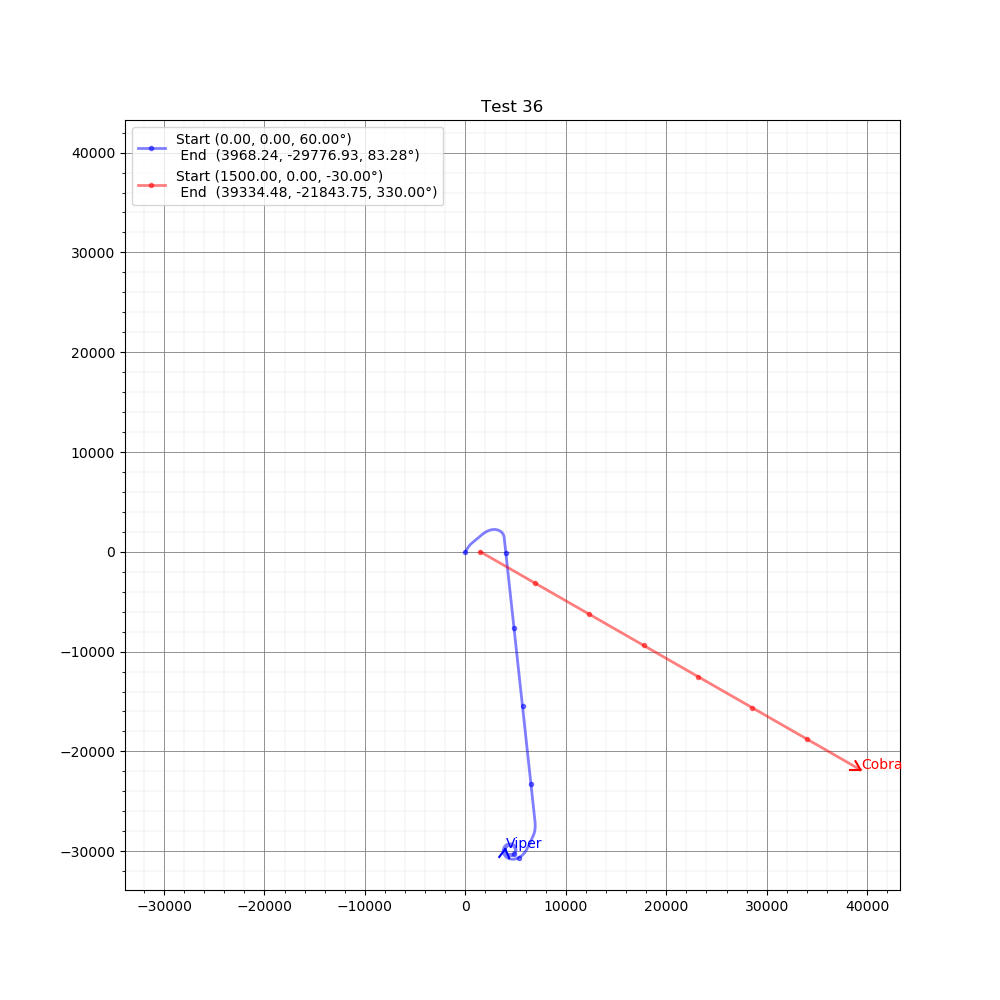 Test 36
Start (0.00, 0.00, 60.00°)
End  (3968.24, -29776.93, 83.28°)
Start (1500.00, 0.00, -30.00°)
End  (39334.48, -21843.75, 330.00°)
40000
30000
20000
10000
0
−10000
−20000
−30000
Cobra
Viper
−30000 −20000 −10000 0 10000 20000 30000 40000